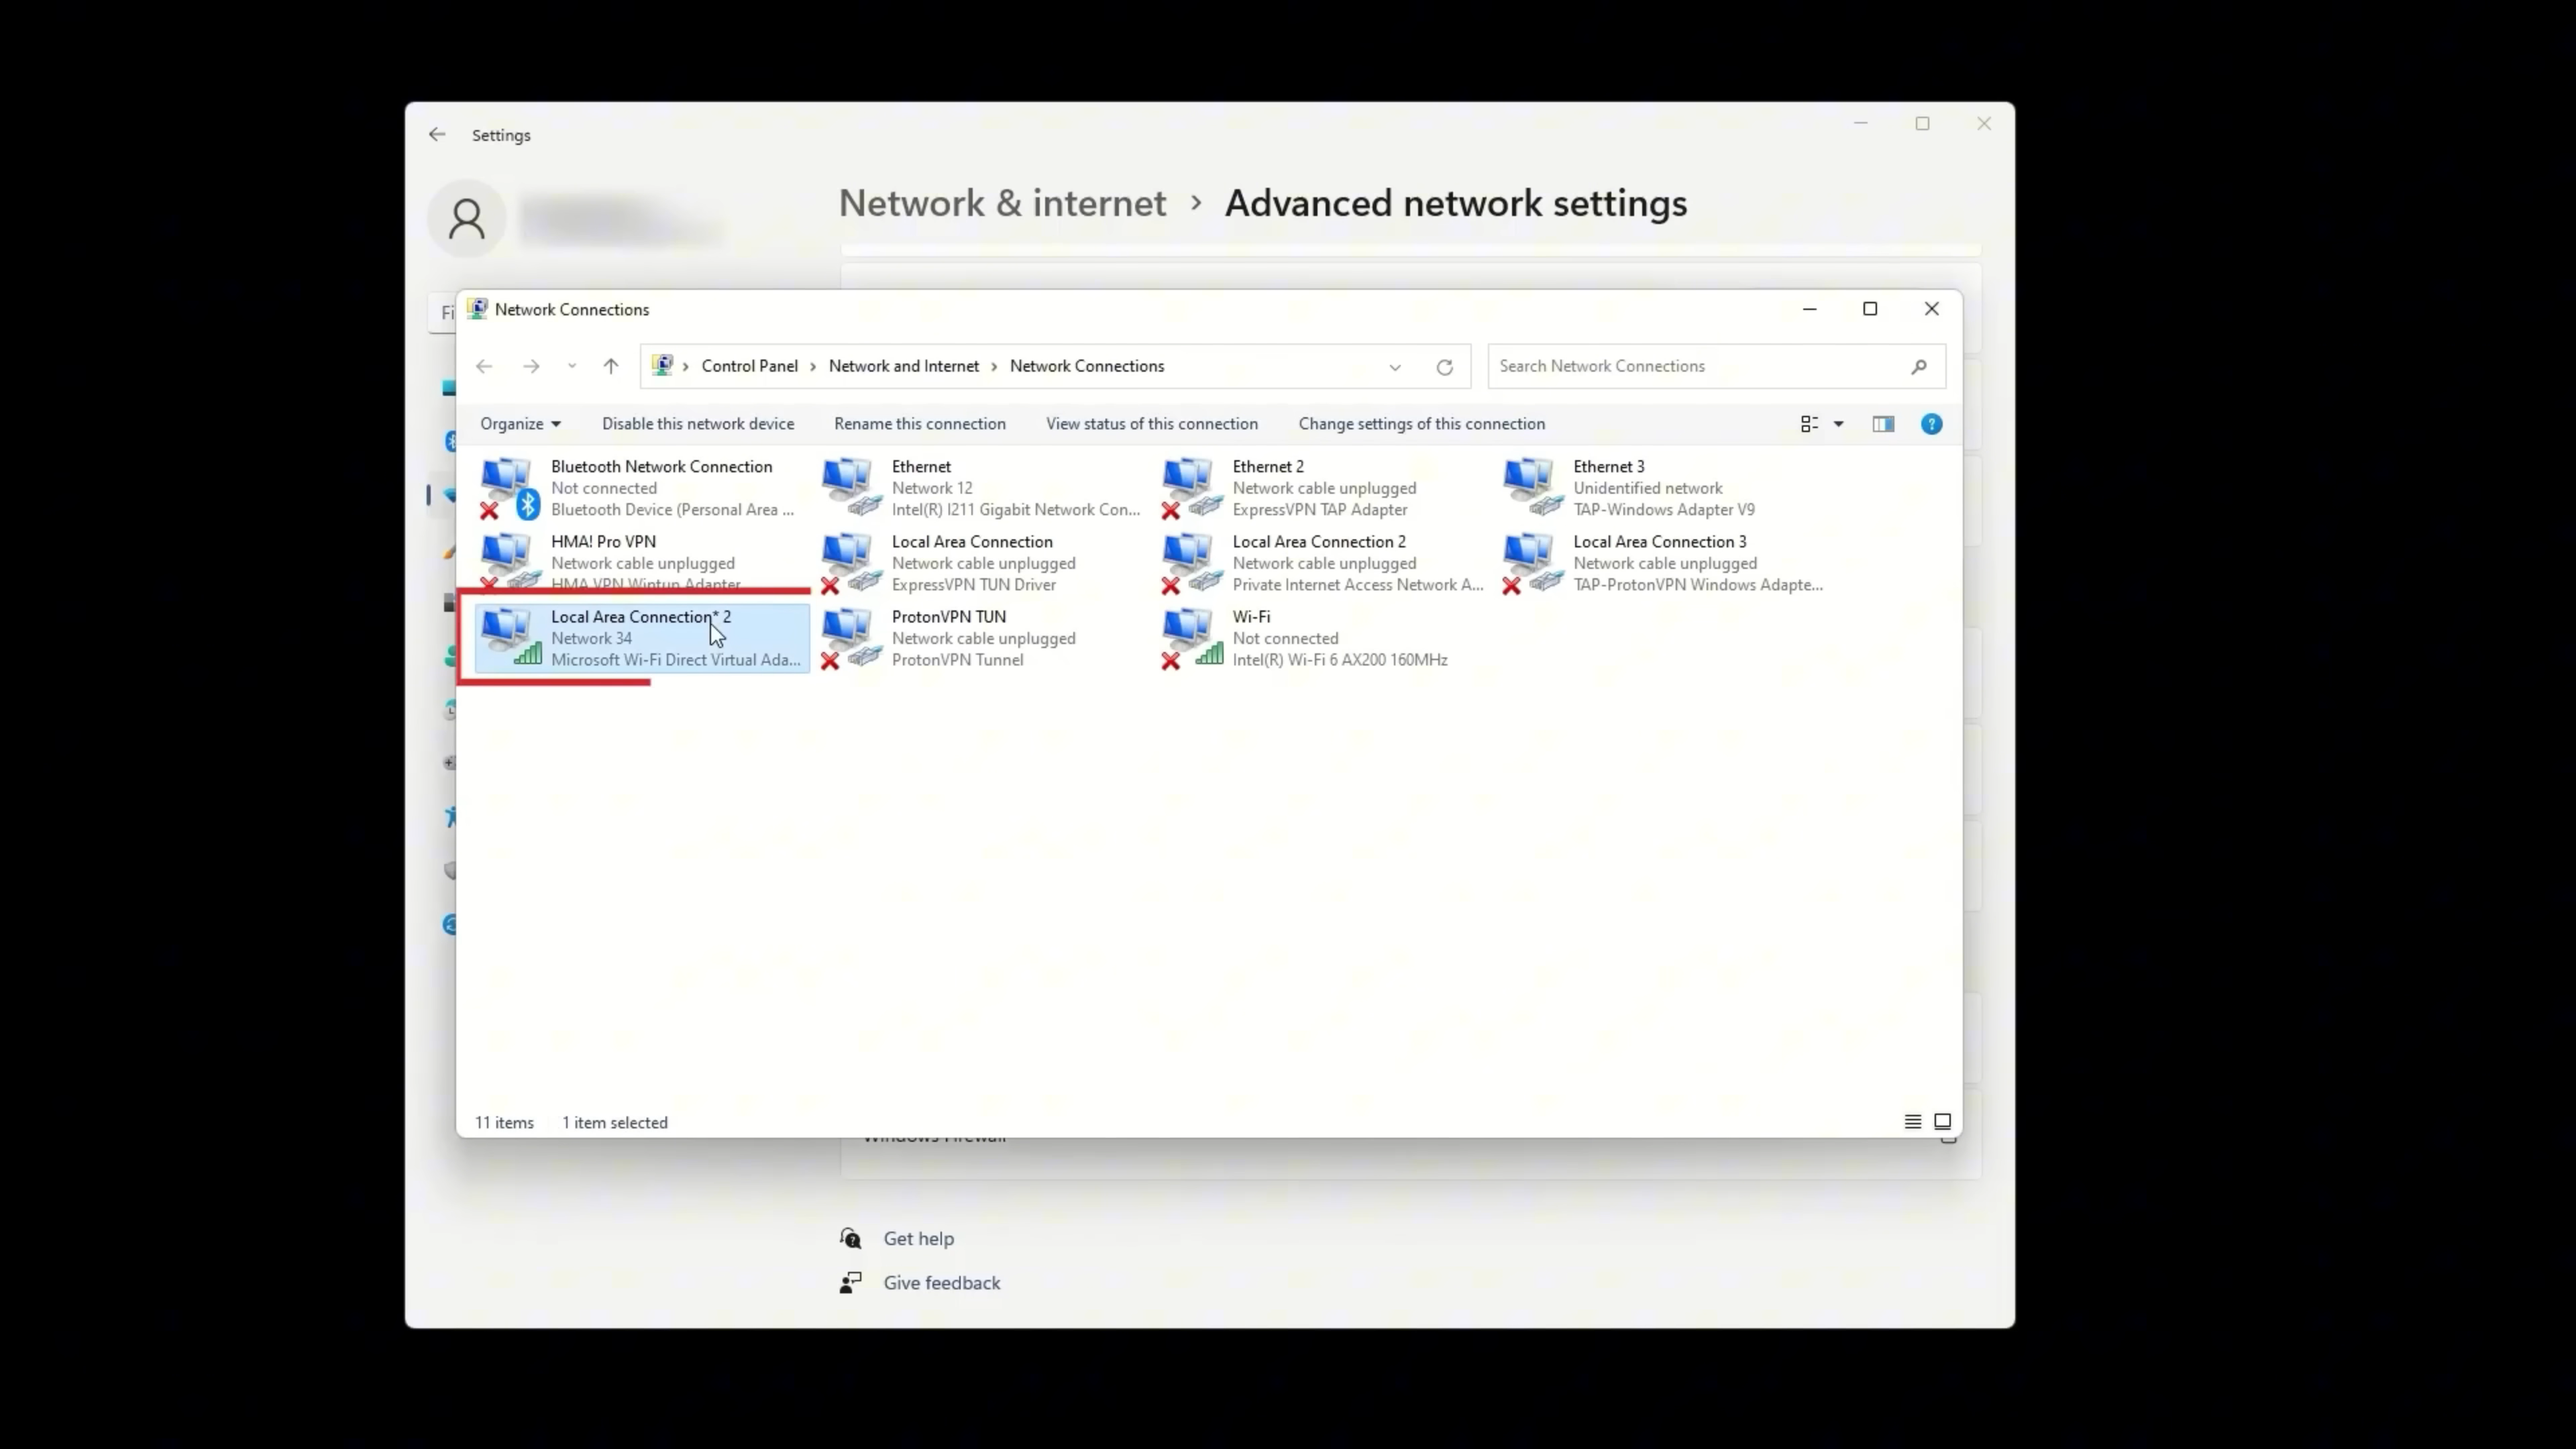 Settings
Network & internet > Advanced network settings
Fi
Network Connections
Control Panel > Network and Internet > Network Connections
Search Network Connections
Organize
Disable this network device
Rename this connection
View status of this connection
Change settings of this connection
Bluetooth Network Connection
Not connected
Bluetooth Device (Personal Area ...
Ethernet
Network 12
Intel(R) I211 Gigabit Network Con...
Ethernet 2
Network cable unplugged
ExpressVPN TAP Adapter
Ethernet 3
Unidentified network
TAP-Windows Adapter V9
HMA! Pro VPN
Network cable unplugged
HMA VPN Wintun Adapter
Local Area Connection
Network cable unplugged
ExpressVPN TUN Driver
Local Area Connection 2
Network cable unplugged
Private Internet Access Network A...
Local Area Connection 3
Network cable unplugged
TAP-ProtonVPN Windows Adapte...
Local Area Connection* 2
Network 34
Microsoft Wi-Fi Direct Virtual Ada...
ProtonVPN TUN
Network cable unplugged
ProtonVPN Tunnel
Wi-Fi
Not connected
Intel(R) Wi-Fi 6 AX200 160MHz
11 items
1 item selected
Windows Firewall
Get help
Give feedback